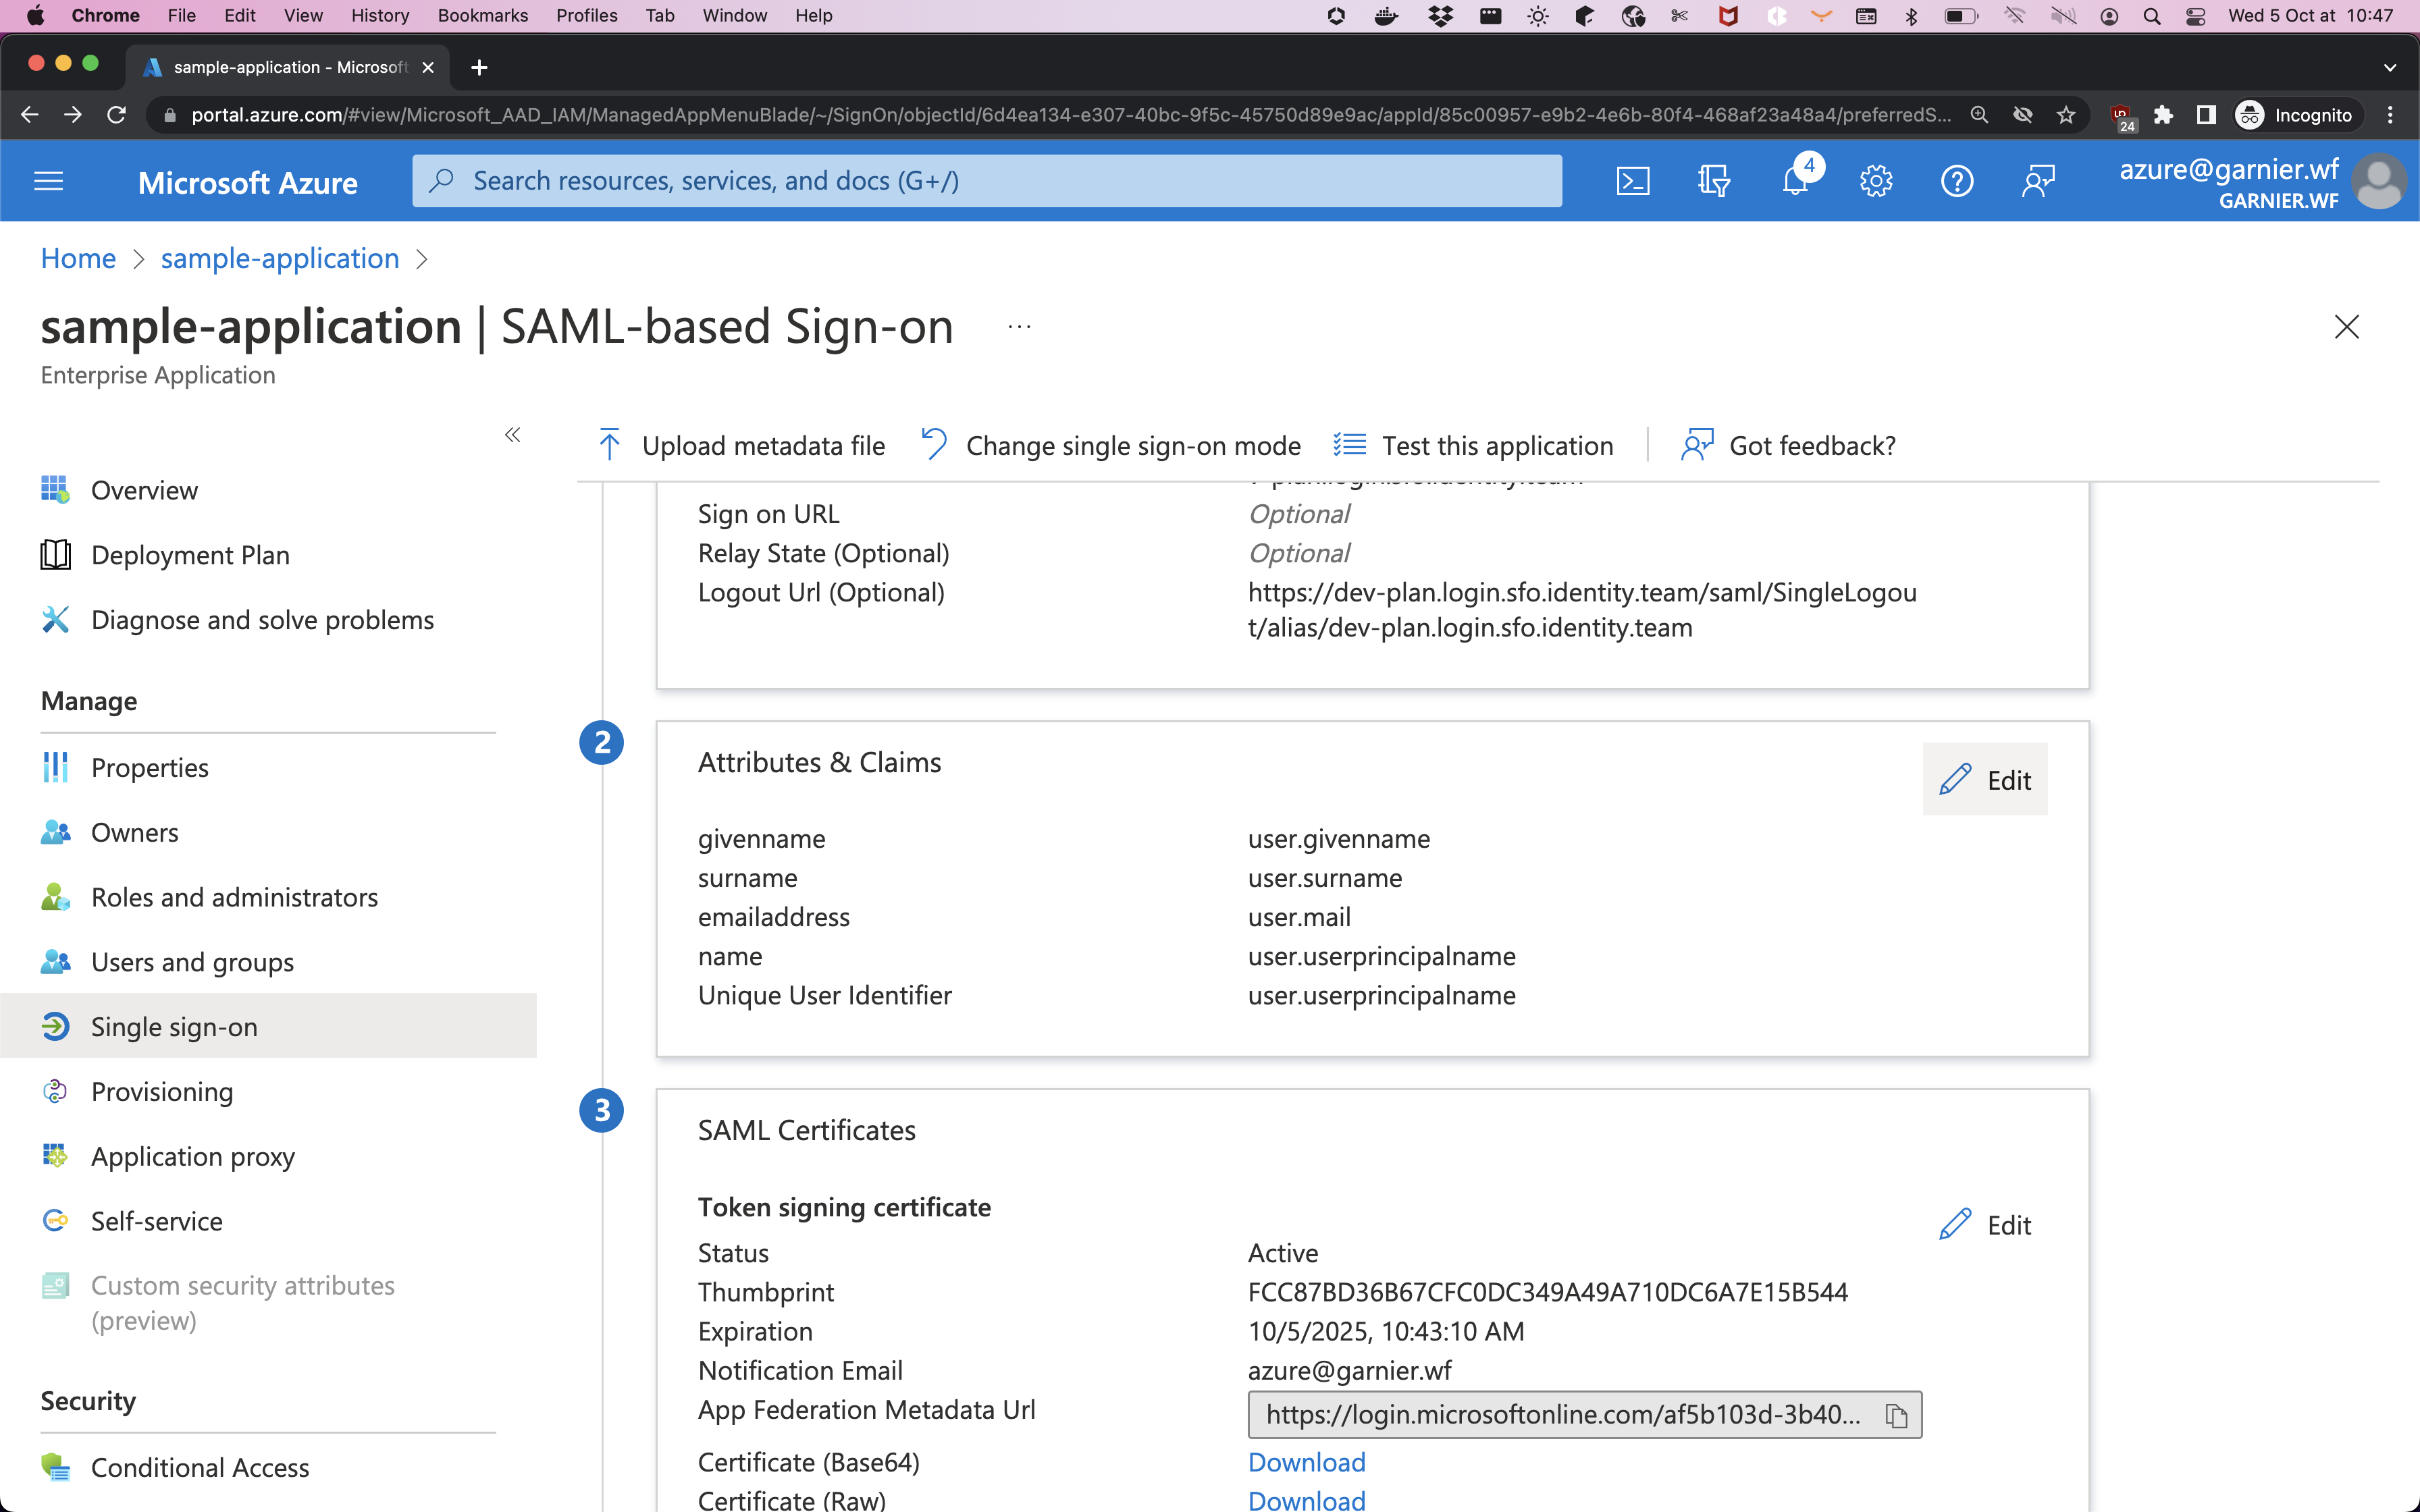 Chrome File Edit View History Bookmarks Profiles Tab Window Help Wed 5 Oct at 10:47
sample-application - Microsoft
portal.azure.com/#view/Microsoft_AAD_IAM/ManagedAppMenuBlade/~/SignOn/objectId/6d4ea134-e307-40bc-9f5c-45750d89e9ac/appId/85c00957-e9b2-4e6b-80f4-468af23a48a4/preferredS... 24 Incognito
Microsoft Azure
Search resources, services, and docs (G+/)
4
azure@garnier.wf
GARNIER.WF
Home > sample-application >
sample-application | SAML-based Sign-on ...
Enterprise Application
Overview
Deployment Plan
Diagnose and solve problems
Manage
Properties
Owners
Roles and administrators
Users and groups
Single sign-on
Provisioning
Application proxy
Self-service
Custom security attributes
(preview)
Security
Conditional Access
Upload metadata file Change single sign-on mode Test this application Got feedback?
Sign on URL Optional
Relay State (Optional) Optional
Logout Url (Optional) https://dev-plan.login.sfo.identity.team/saml/SingleLogou
t/alias/dev-plan.login.sfo.identity.team
2
Attributes & Claims
Edit
givenname user.givenname
surname user.surname
emailaddress user.mail
name user.userprincipalname
Unique User Identifier user.userprincipalname
3
SAML Certificates
Token signing certificate
Edit
Status Active
Thumbprint FCC87BD36B67CFC0DC349A49A710DC6A7E15B544
Expiration 10/5/2025, 10:43:10 AM
Notification Email azure@garnier.wf
App Federation Metadata Url https://login.microsoftonline.com/af5b103d-3b40...
Certificate (Base64) Download
Certificate (Raw) Download